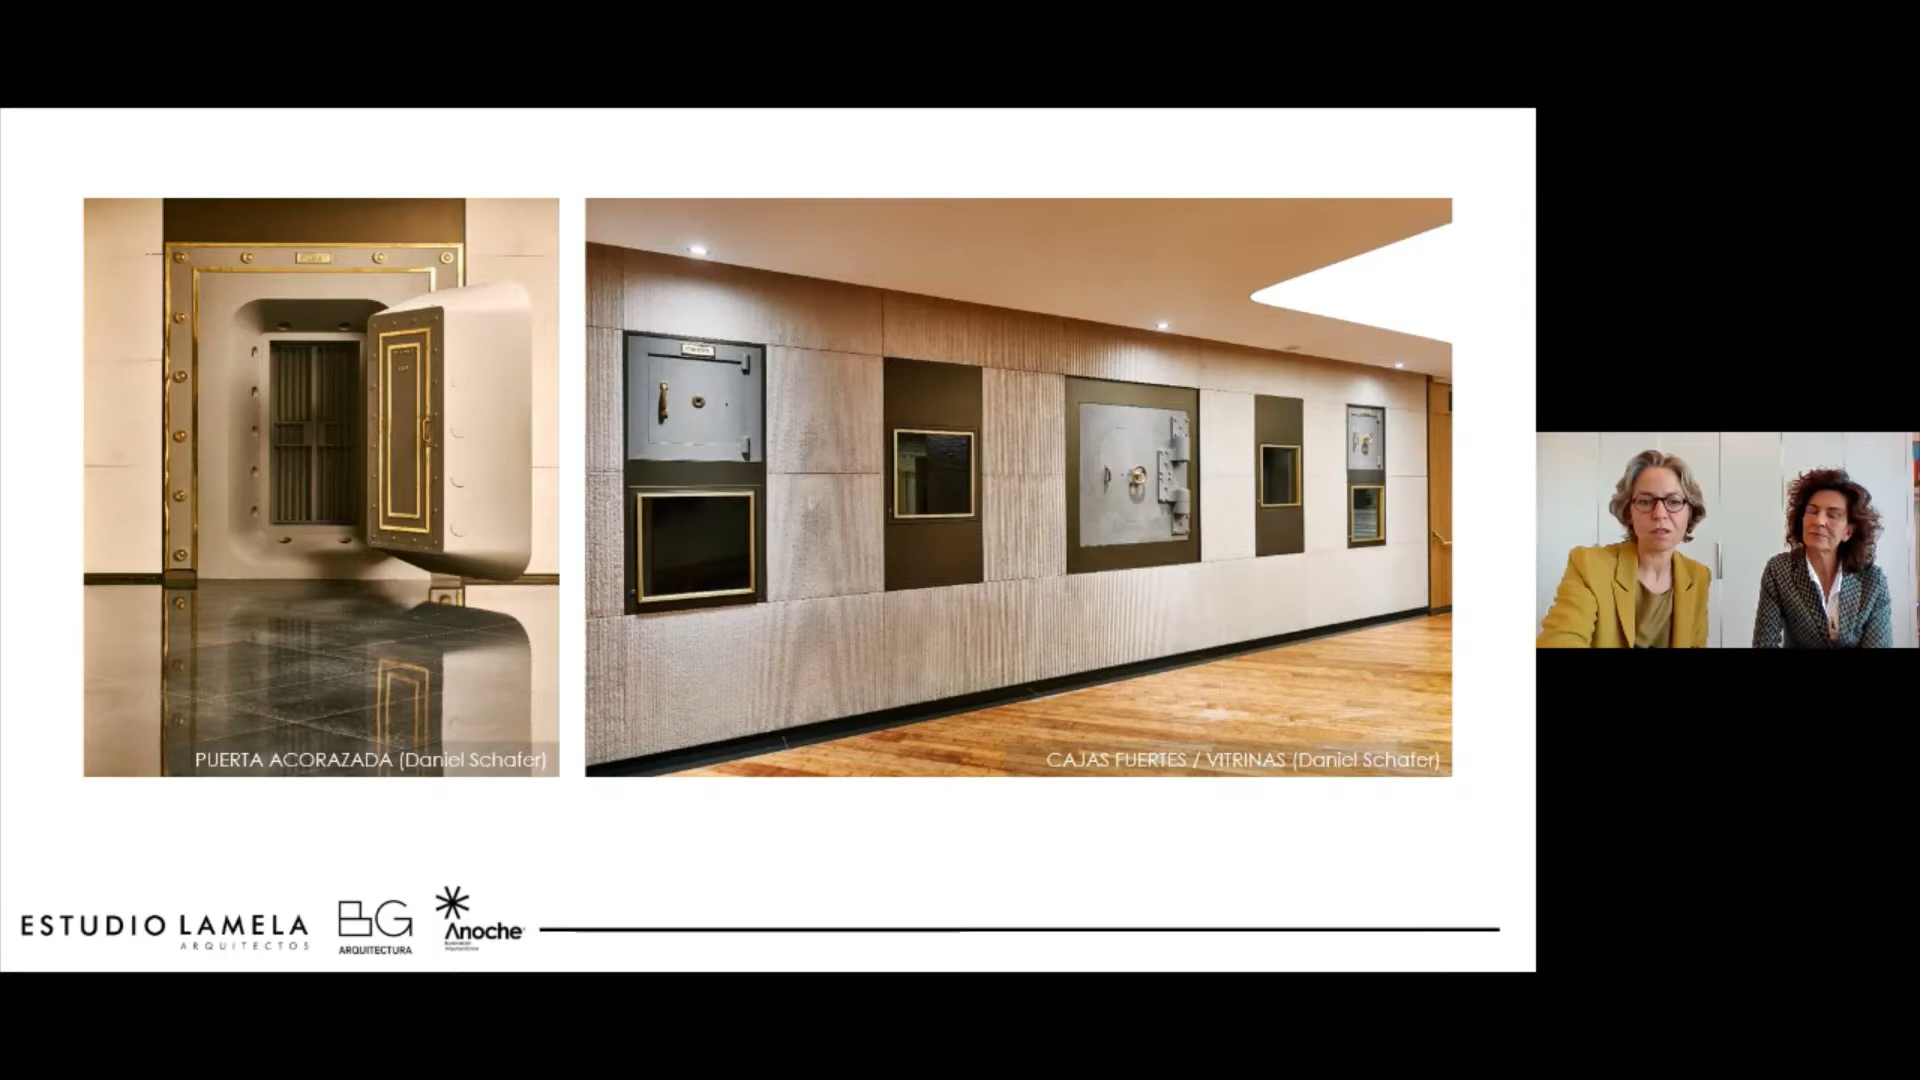 PUERTA ACORAZADA (Daniel Schafer)
CAJAS FUERTES / VITRINAS (Daniel Schafer)
ESTUDIO LAMELA
ARQUITECTOS
BG
ARQUITECTURA
Anoche